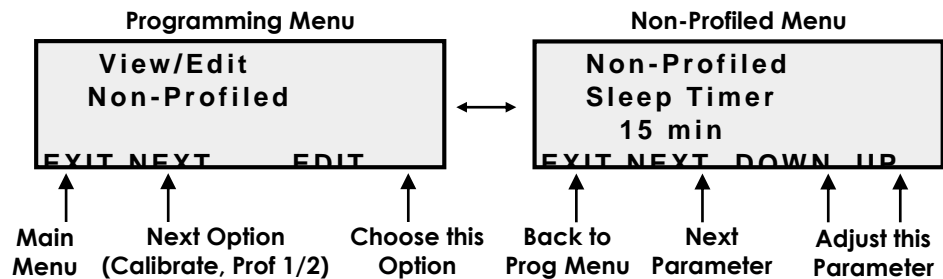 Programming Menu
View/Edit
Non-Profiled
EXIT NEXT EDIT
Main Menu
Next Option
(Calibrate, Prof 1/2)
Choose this
Option
Non-Profiled Menu
Non-Profiled
Sleep Timer
15 min
EXIT NEXT DOWN UP
Back to
Prog Menu
Next
Parameter
Adjust this
Parameter